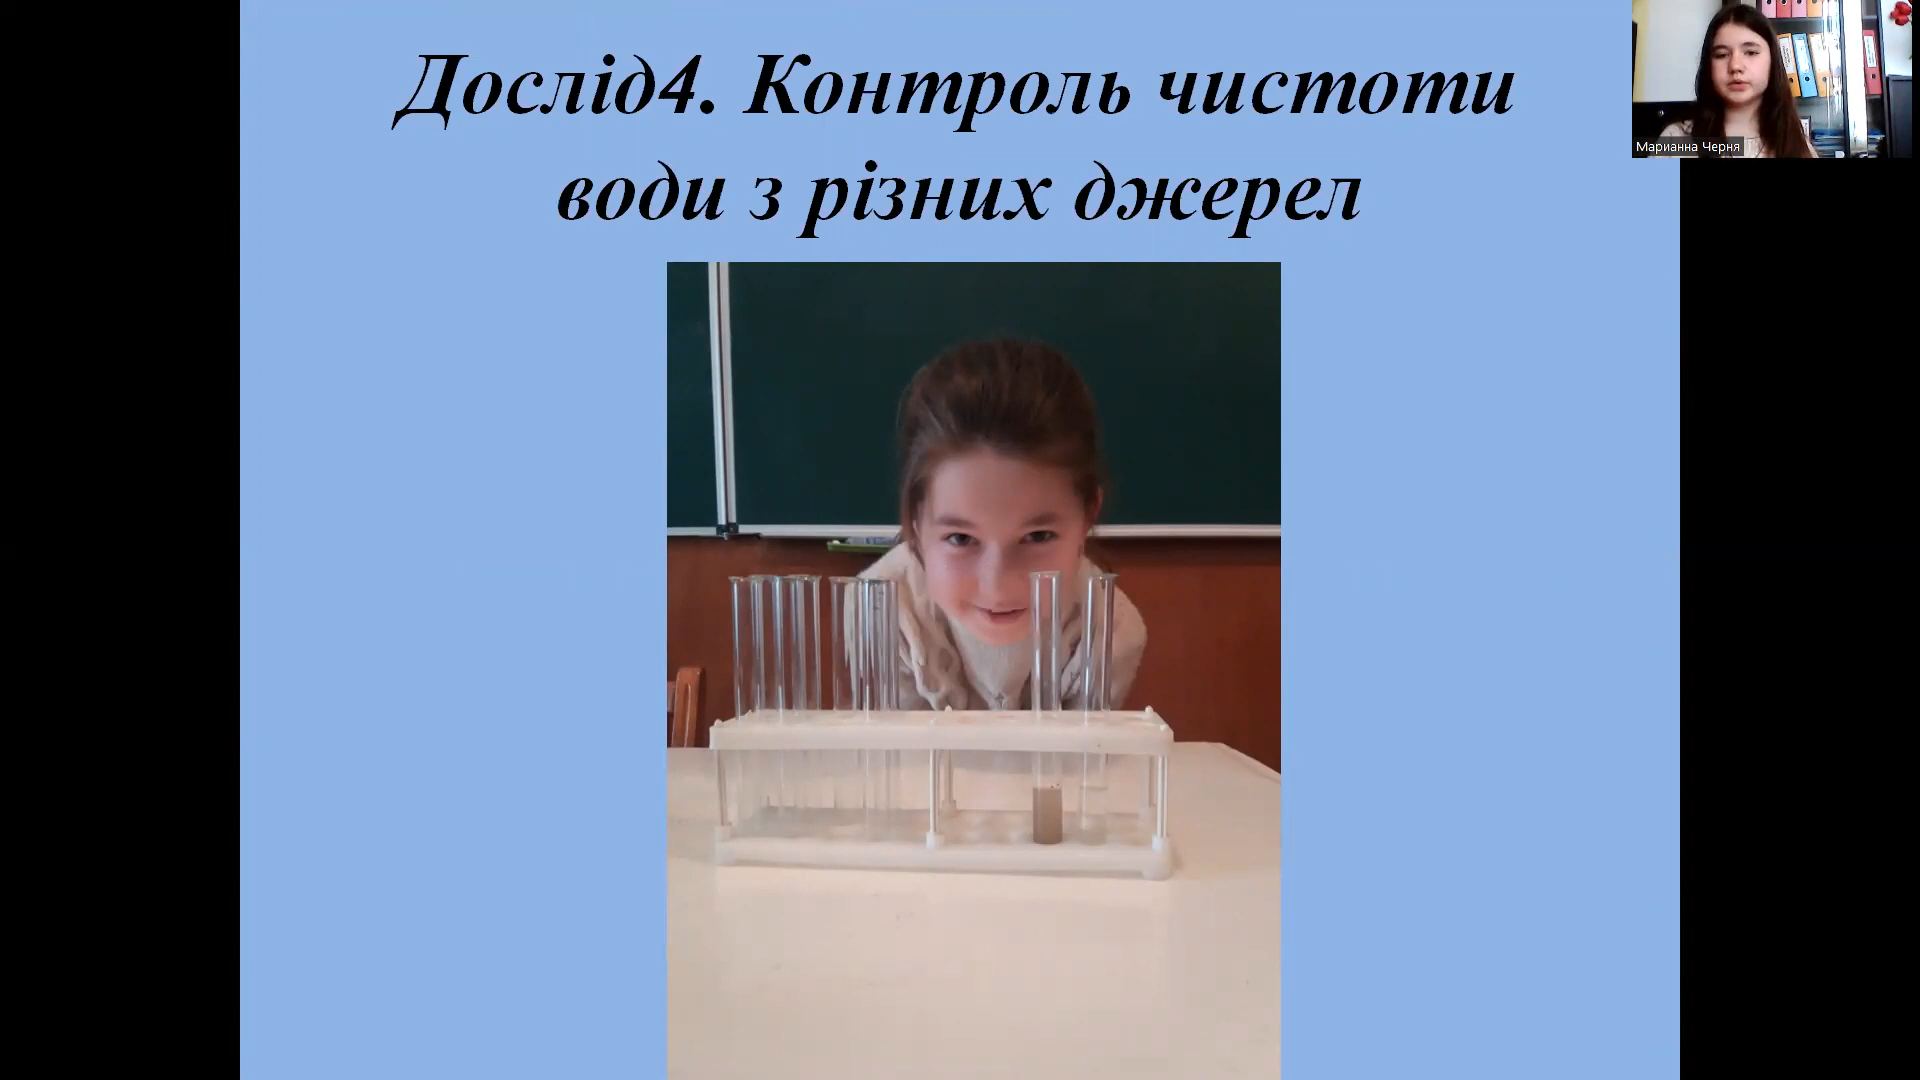 Дослід4. Контроль чистоти
води з різних джерел
Марианна Черня